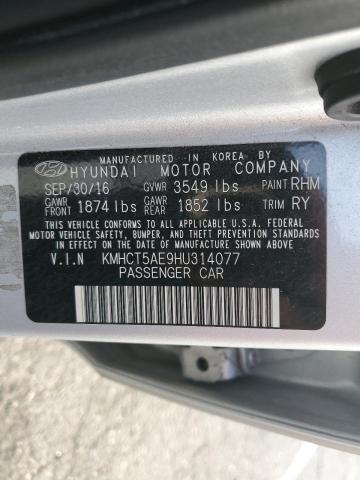 MANUFACTURED IN KOREA BY
HYUNDAI MOTOR COMPANY
SEP/30/16 GVWR 3549 lbs PAINT RHM
GAWR FRONT 1874 lbs GAWR REAR 1852 lbs TRIM RY
THIS VEHICLE CONFORMS TO ALL APPLICABLE U.S.A. FEDERAL
MOTOR VEHICLE SAFETY, BUMPER, AND THEFT PREVENTION
STANDARDS IN EFFECT ON THE DATE OF MANUFACTURE SHOWN ABOVE.
V.I.N KMHCT5AE9HU314077
PASSENGER CAR